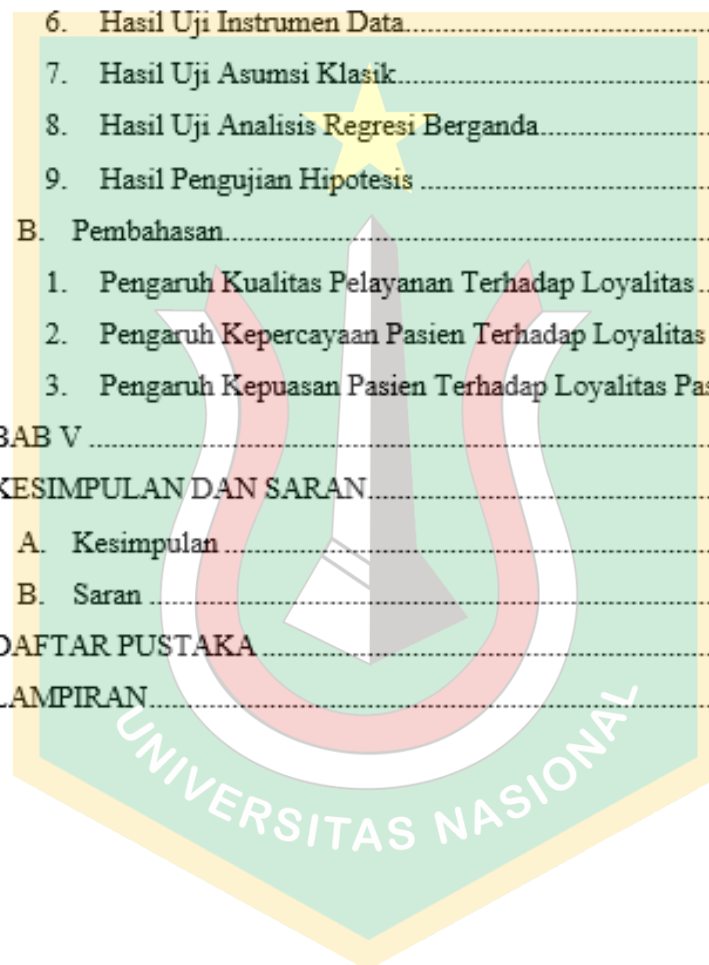 6. Hasil Uji Instrumen Data........................................................
7. Hasil Uji Asumsi Klasik.........................................................
8. Hasil Uji Analisis Regresi Berganda................................
9. Hasil Pengujian Hipotesis .....................................................
B. Pembahasan..........................................................................
1. Pengaruh Kualitas Pelayanan Terhadap Loyalitas ..
2. Pengaruh Kepercayaan Pasien Terhadap Loyalitas
3. Pengaruh Kepuasan Pasien Terhadap Loyalitas Pas
BAB V ..................................................................................
KESIMPULAN DAN SARAN......................................................
A. Kesimpulan ........................................................................
B. Saran ..................................................................................
DAFTAR PUSTAKA ..................................................................
LAMPIRAN..............................................................................
UNIVERSITAS NASIONAL